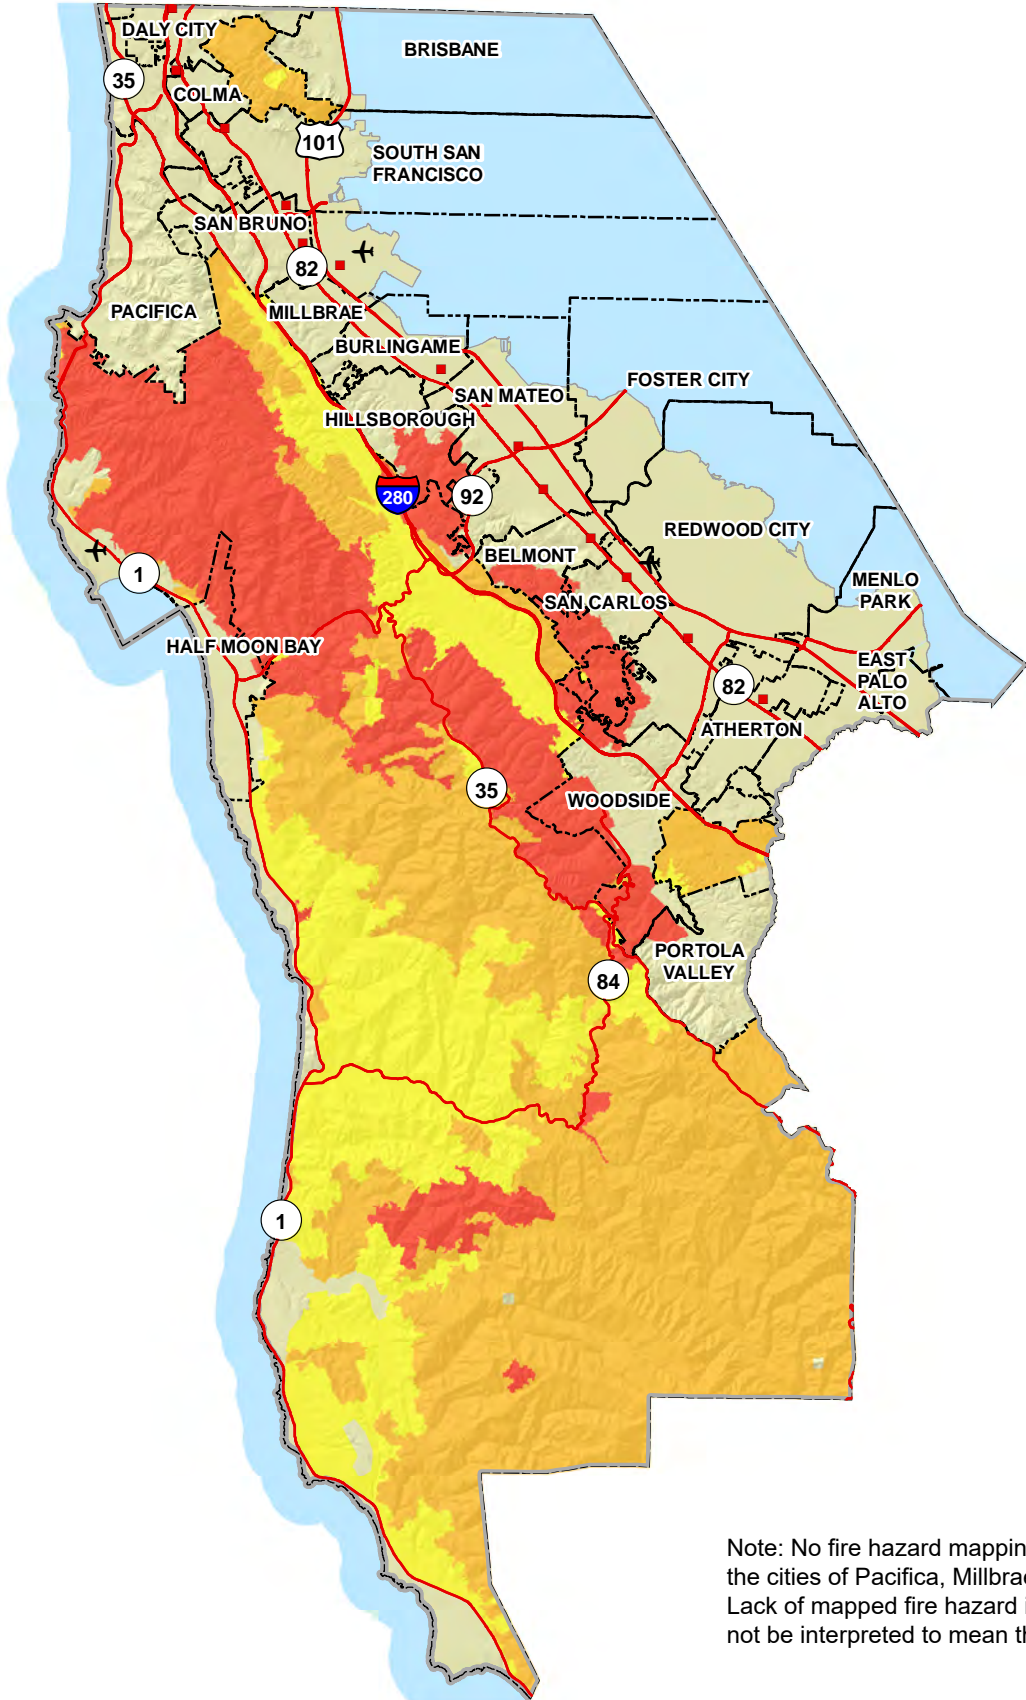 DALY CITY
BRISBANE
35
COLMA
101
SOUTH SAN
FRANCISCO
SAN BRUNO
82
PACIFICA
MILLBRAE
BURLINGAME
FOSTER CITY
SAN MATEO
HILLSBOROUGH
280
92
REDWOOD CITY
BELMONT
1
MENLO
PARK
SAN CARLOS
HALF MOON BAY
EAST
PALO
ALTO
82
ATHERTON
35
WOODSIDE
PORTOLA
VALLEY
84
1
Note: No fire hazard
the cities of Pacifica,
Lack of mapped fire hazard
not be interpreted to mean